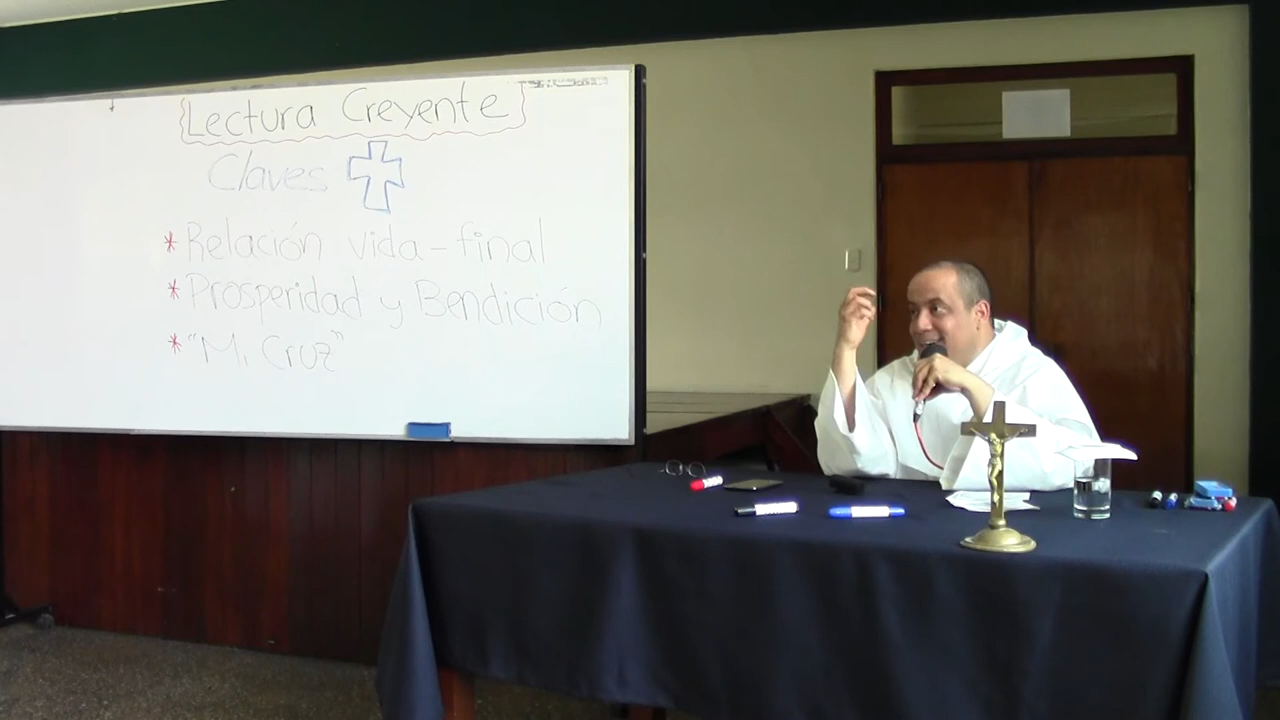 Lectura Creyente
Claves
* Relación vida - final
* Prosperidad y Bendición
* "Mi Cruz"